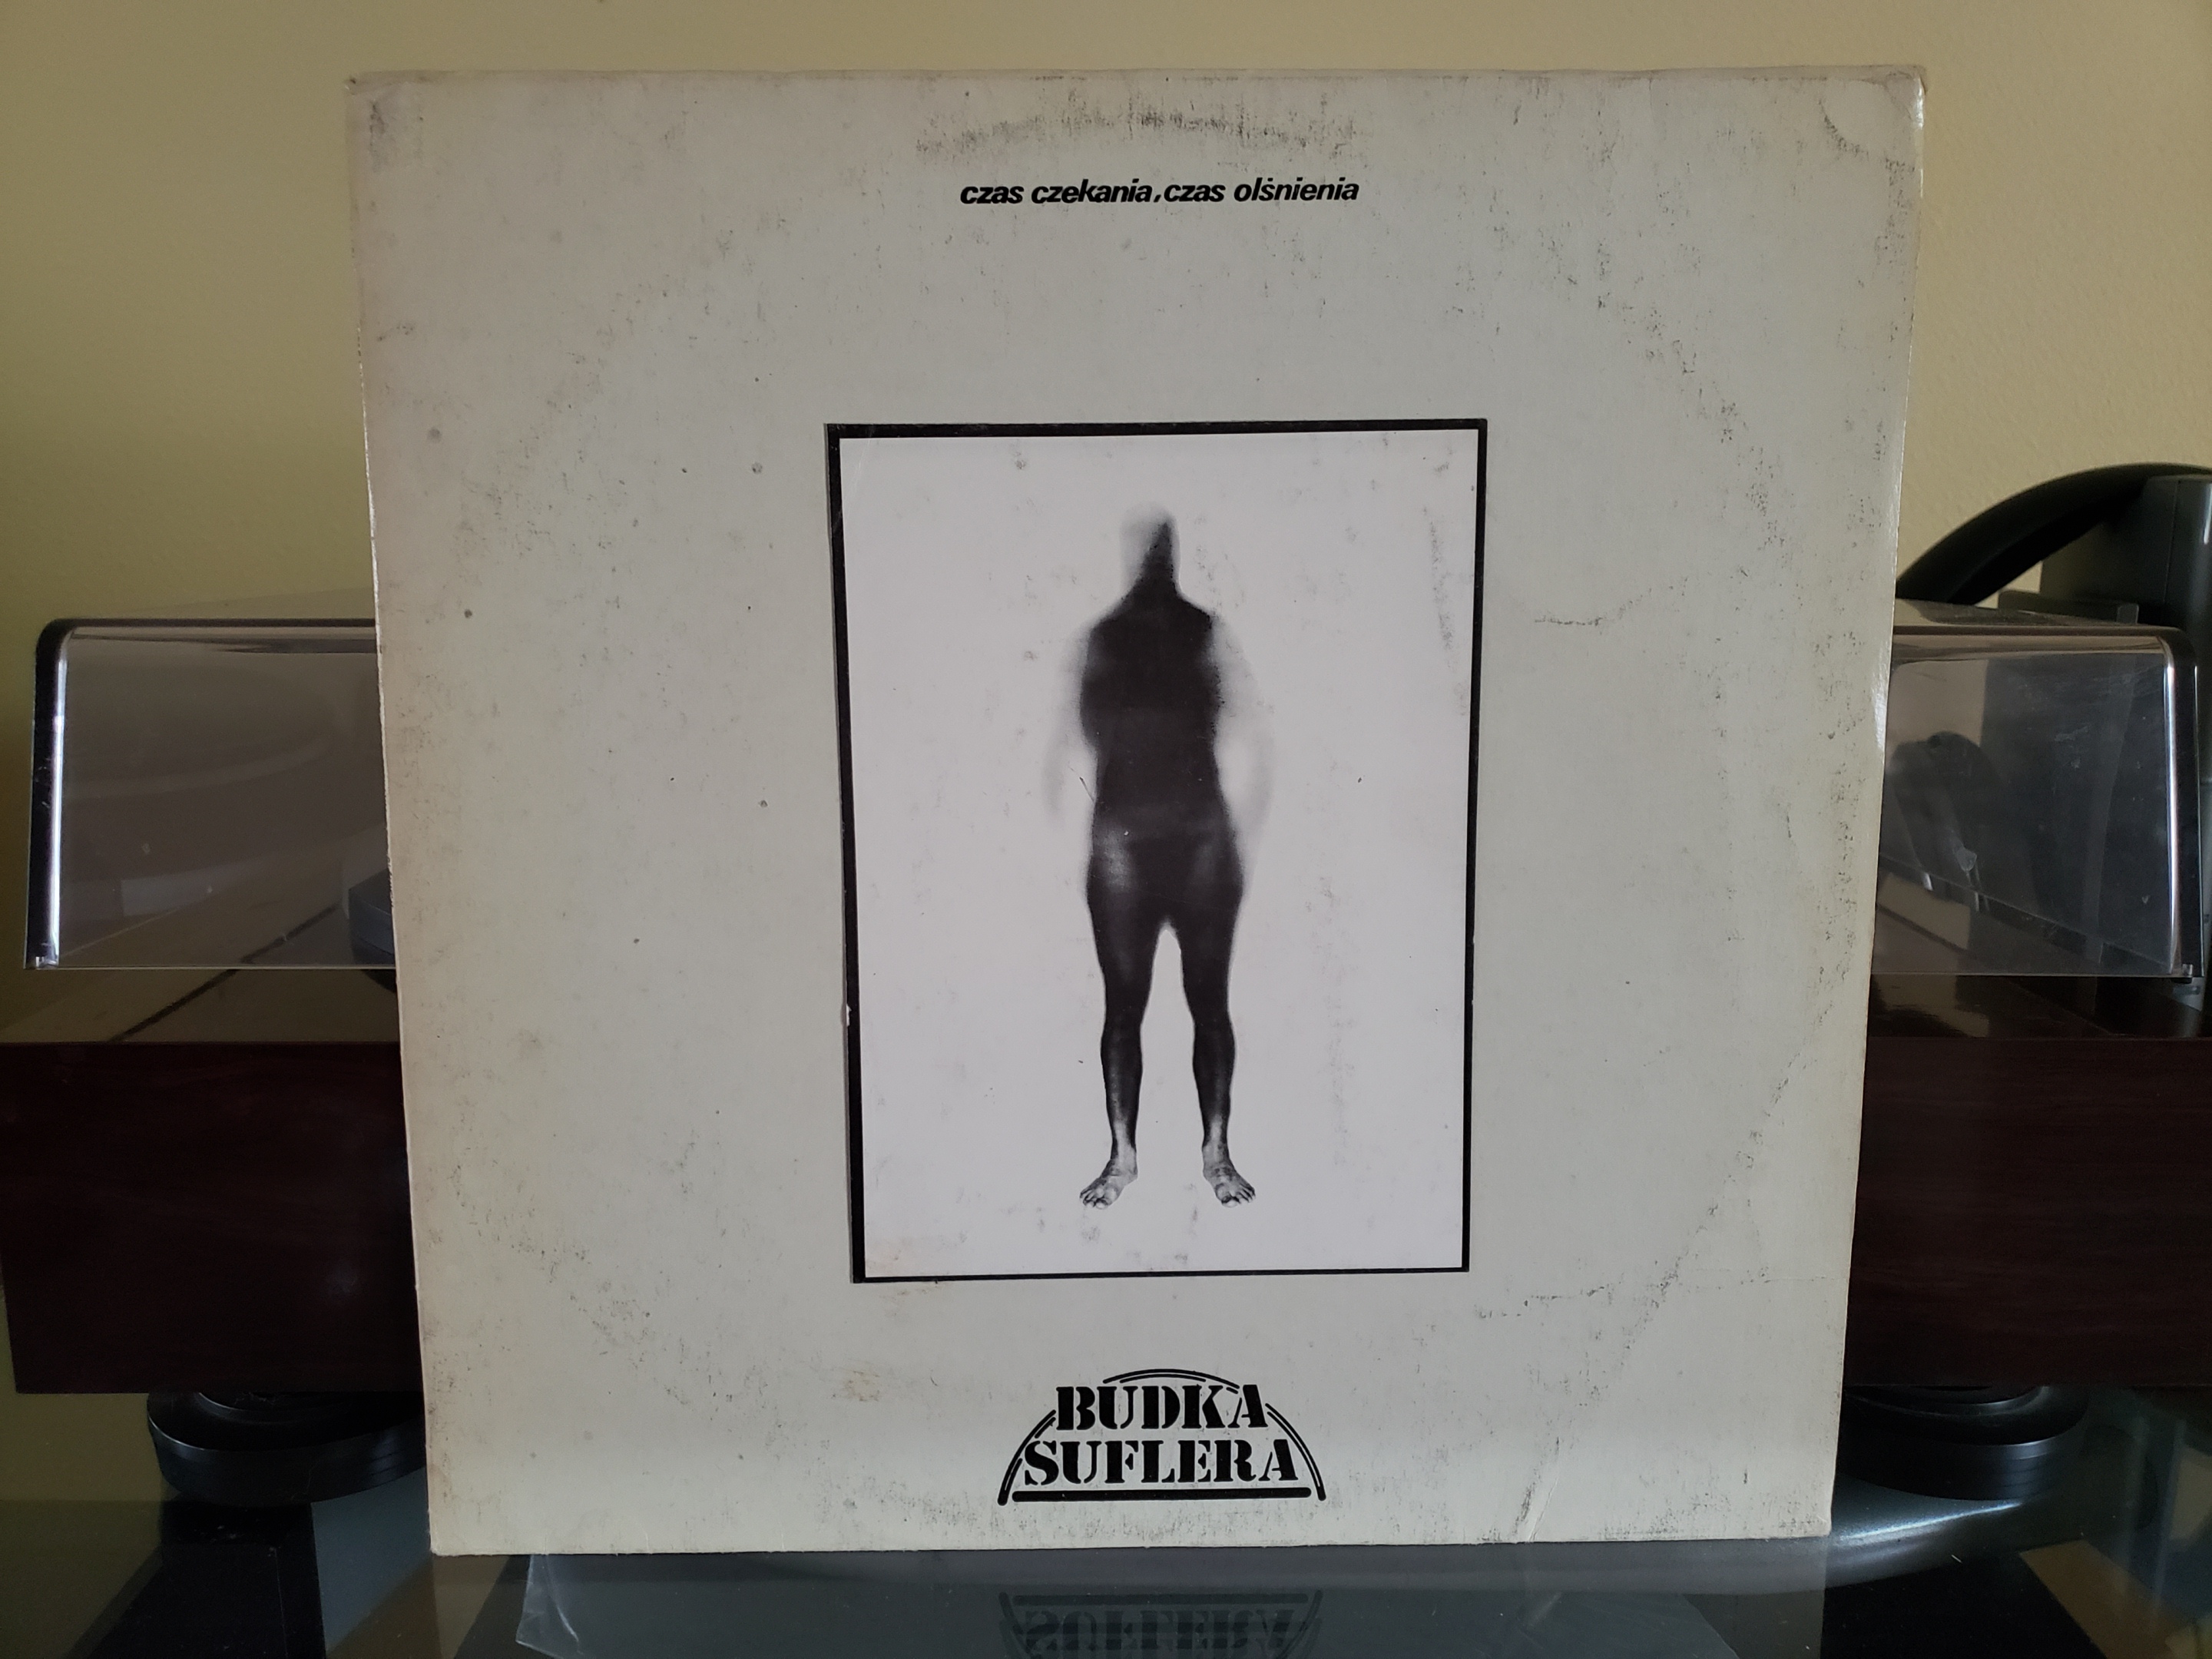 czas czekania, czas olśnienia
BUDKA
SUFLERA